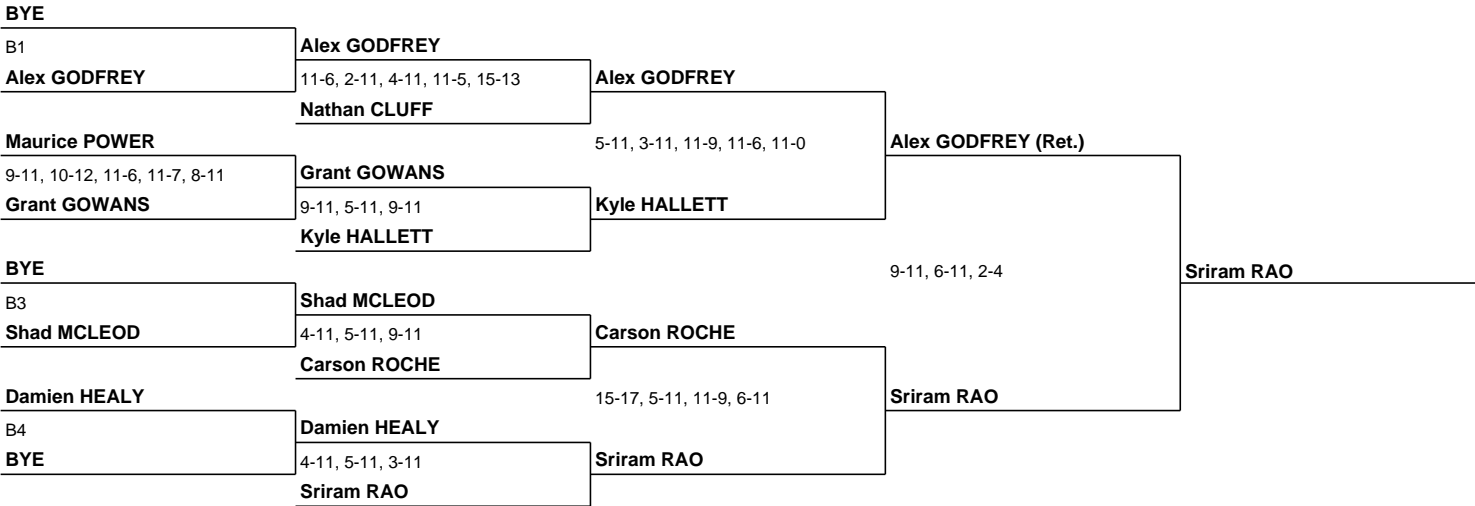 BYE
B1
Alex GODFREY
Alex GODFREY
11-6, 2-11, 4-11, 11-5, 15-13
Nathan CLUFF
Alex GODFREY
Maurice POWER
9-11, 10-12, 11-6, 11-7, 8-11
Grant GOWANS
Grant GOWANS
9-11, 5-11, 9-11
Kyle HALLETT
5-11, 3-11, 11-9, 11-6, 11-0
Kyle HALLETT
Alex GODFREY (Ret.)
BYE
B3
Shad MCLEOD
Shad MCLEOD
4-11, 5-11, 9-11
Carson ROCHE
Carson ROCHE
9-11, 6-11, 2-4
Sriram RAO
Damien HEALY
B4
BYE
Damien HEALY
4-11, 5-11, 3-11
Sriram RAO
15-17, 5-11, 11-9, 6-11
Sriram RAO
Sriram RAO